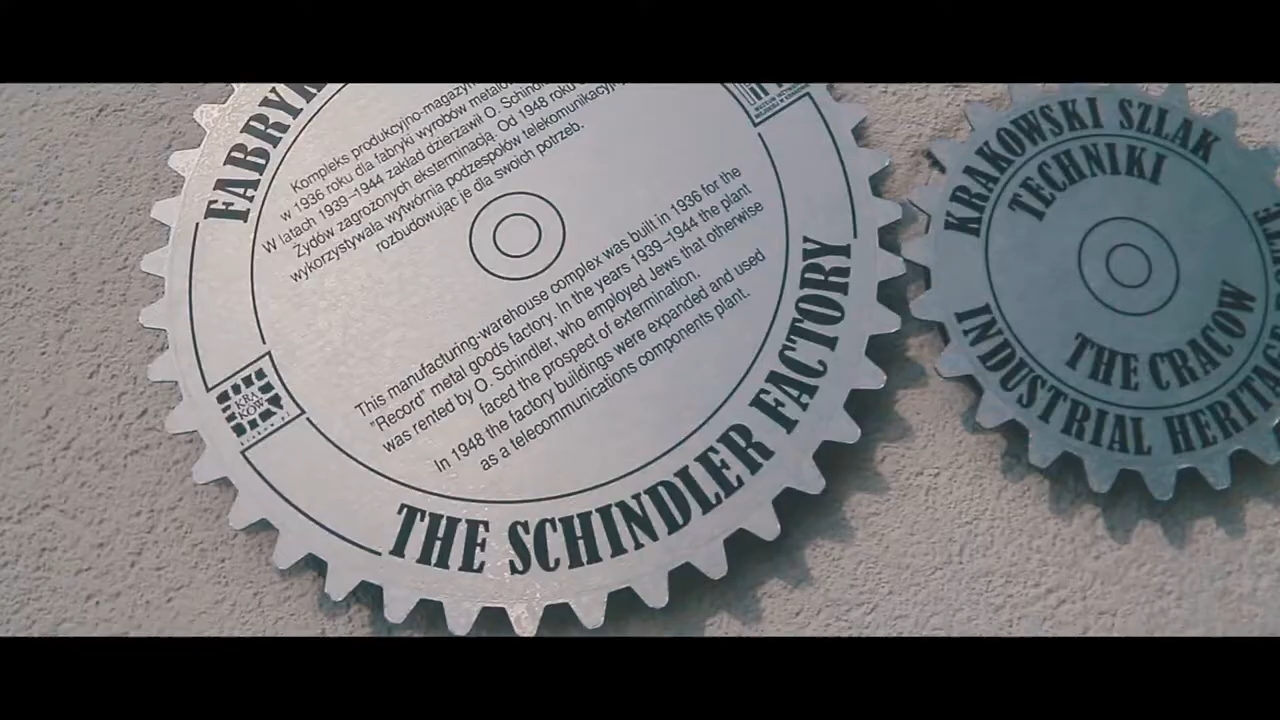 Kompleks produkcyjno-magazyn
w 1936 roku dla fabryki wyrobów metalow
W latach 1939–1944 zakład dzierżawił O. Schindle
Żydów zagrożonych eksterminacją. Od 1948 roku
wykorzystywała wytwórnia podzespołów telekomunikacyjny
rozbudowując je dla swoich potrzeb.
This manufacturing-warehouse complex was built in 1936 for the
"Record" metal goods factory. In the years 1939–1944 the plant
was rented by O. Schindler, who employed Jews that otherwise
faced the prospect of extermination.
In 1948 the factory buildings were expanded and used
as a telecommunications components plant.
THE SCHINDLER FACTORY
FABRYK
KRA
KÓW
KRAKOWSKI SZLAK
TECHNIKI
THE CRACOW
INDUSTRIAL HERITAGE